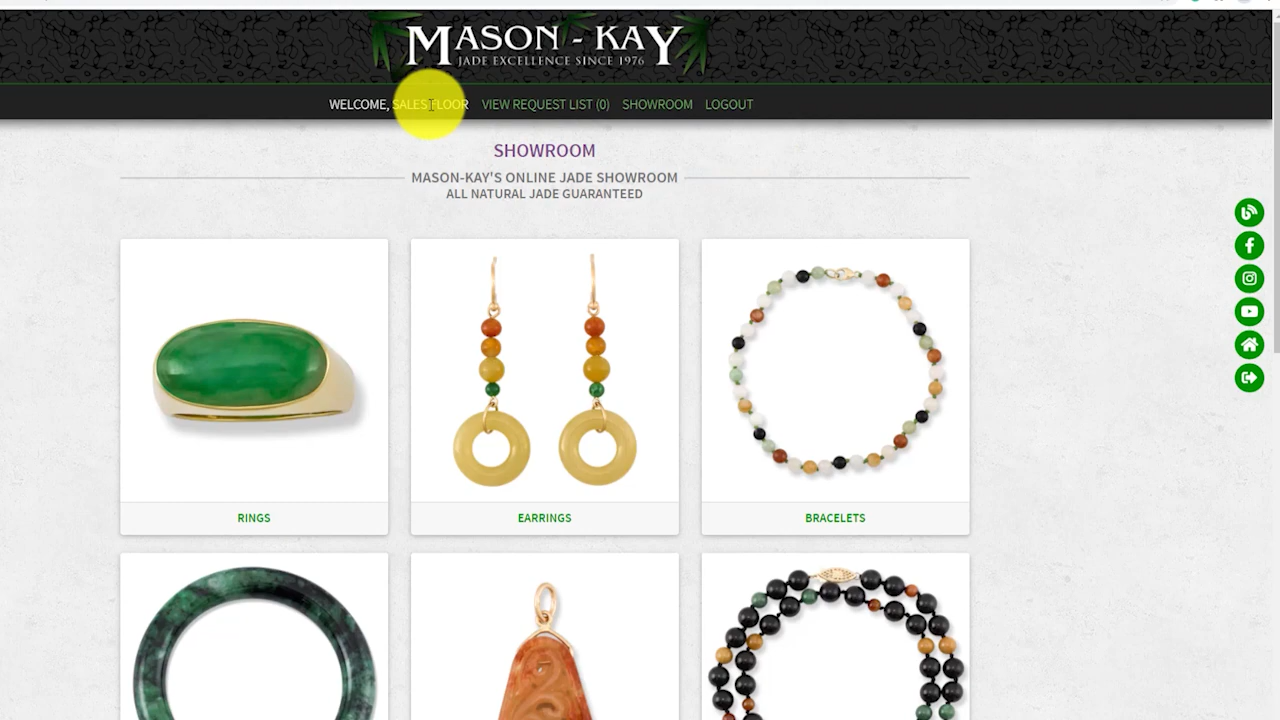 MASON-KAY
JADE EXCELLENCE SINCE 1976
WELCOME, SALES FLOOR VIEW REQUEST LIST (0) SHOWROOM LOGOUT
SHOWROOM
MASON-KAY'S ONLINE JADE SHOWROOM
ALL NATURAL JADE GUARANTEED
RINGS EARRINGS BRACELETS